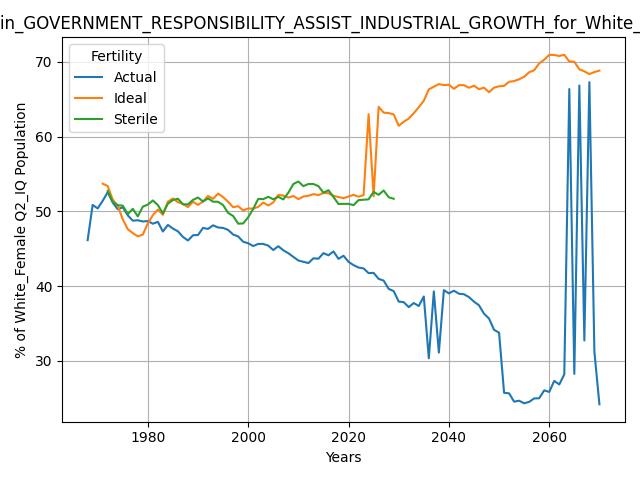 in_GOVERNMENT_RESPONSIBILITY_ASSIST_INDUSTRIAL_GROWTH_for_White_
Fertility
Actual
Ideal
Sterile
% of White_Female Q2_IQ Population
70
60
50
40
30
1980
2000
2020
2040
2060
Years